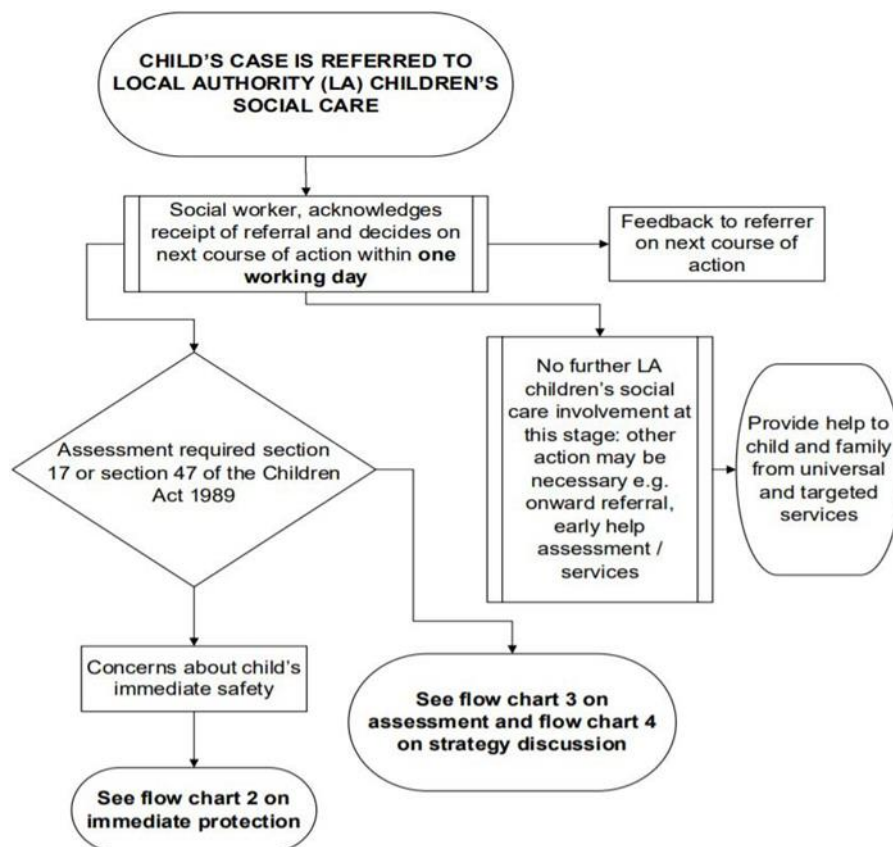 CHILD'S CASE IS REFERRED TO
LOCAL AUTHORITY (LA) CHILDREN'S
SOCIAL CARE
Social worker, acknowledges
receipt of referral and decides on
next course of action within one
working day
Feedback to referrer
on next course of
action
No further LA
children's social
care involvement at
this stage: other
action may be
necessary e.g.
onward referral,
early help
assessment /
services
Provide help to
child and family
from universal
and targeted
services
Assessment required section
17 or section 47 of the Children
Act 1989
Concerns about child's
immediate safety
See flow chart 3 on
assessment and flow chart 4
on strategy discussion
See flow chart 2 on
immediate protection